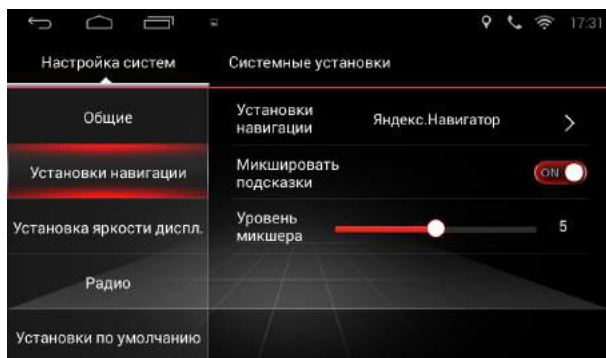 17:31
Настройка систем
Системные установки
Общие
Установки навигации
Установка яркости диспл.
Радио
Установки по умолчанию
Установки
навигации
Яндекс.Навигатор
Микшировать
подсказки
ON
Уровень
микшера
5